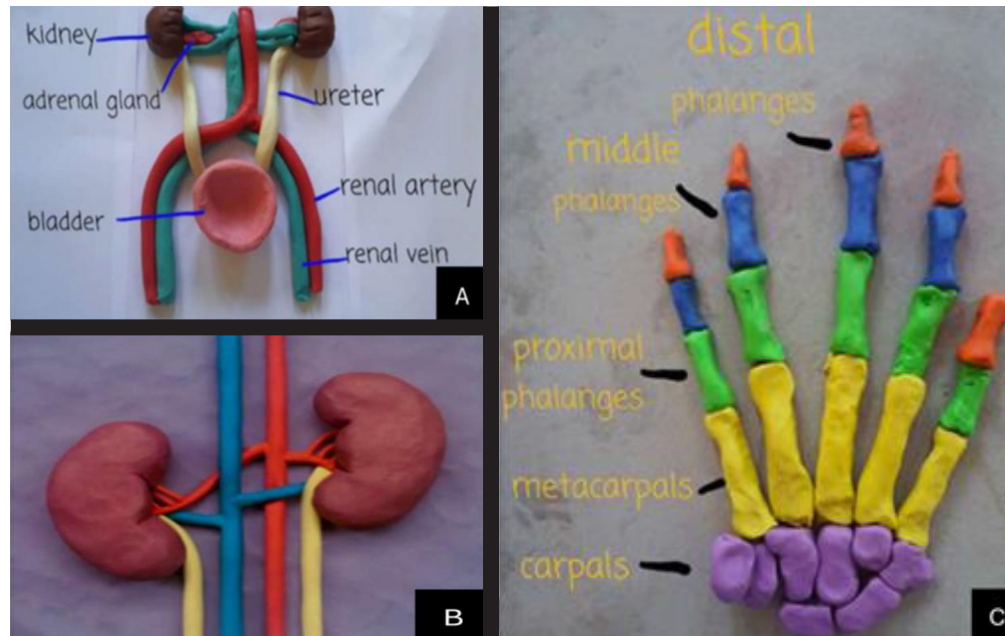 kidney
adrenal gland
ureter
renal artery
bladder
renal vein
A
B
distal
phalanges
middle
phalanges
proximal
phalanges
metacarpals
carpals
C